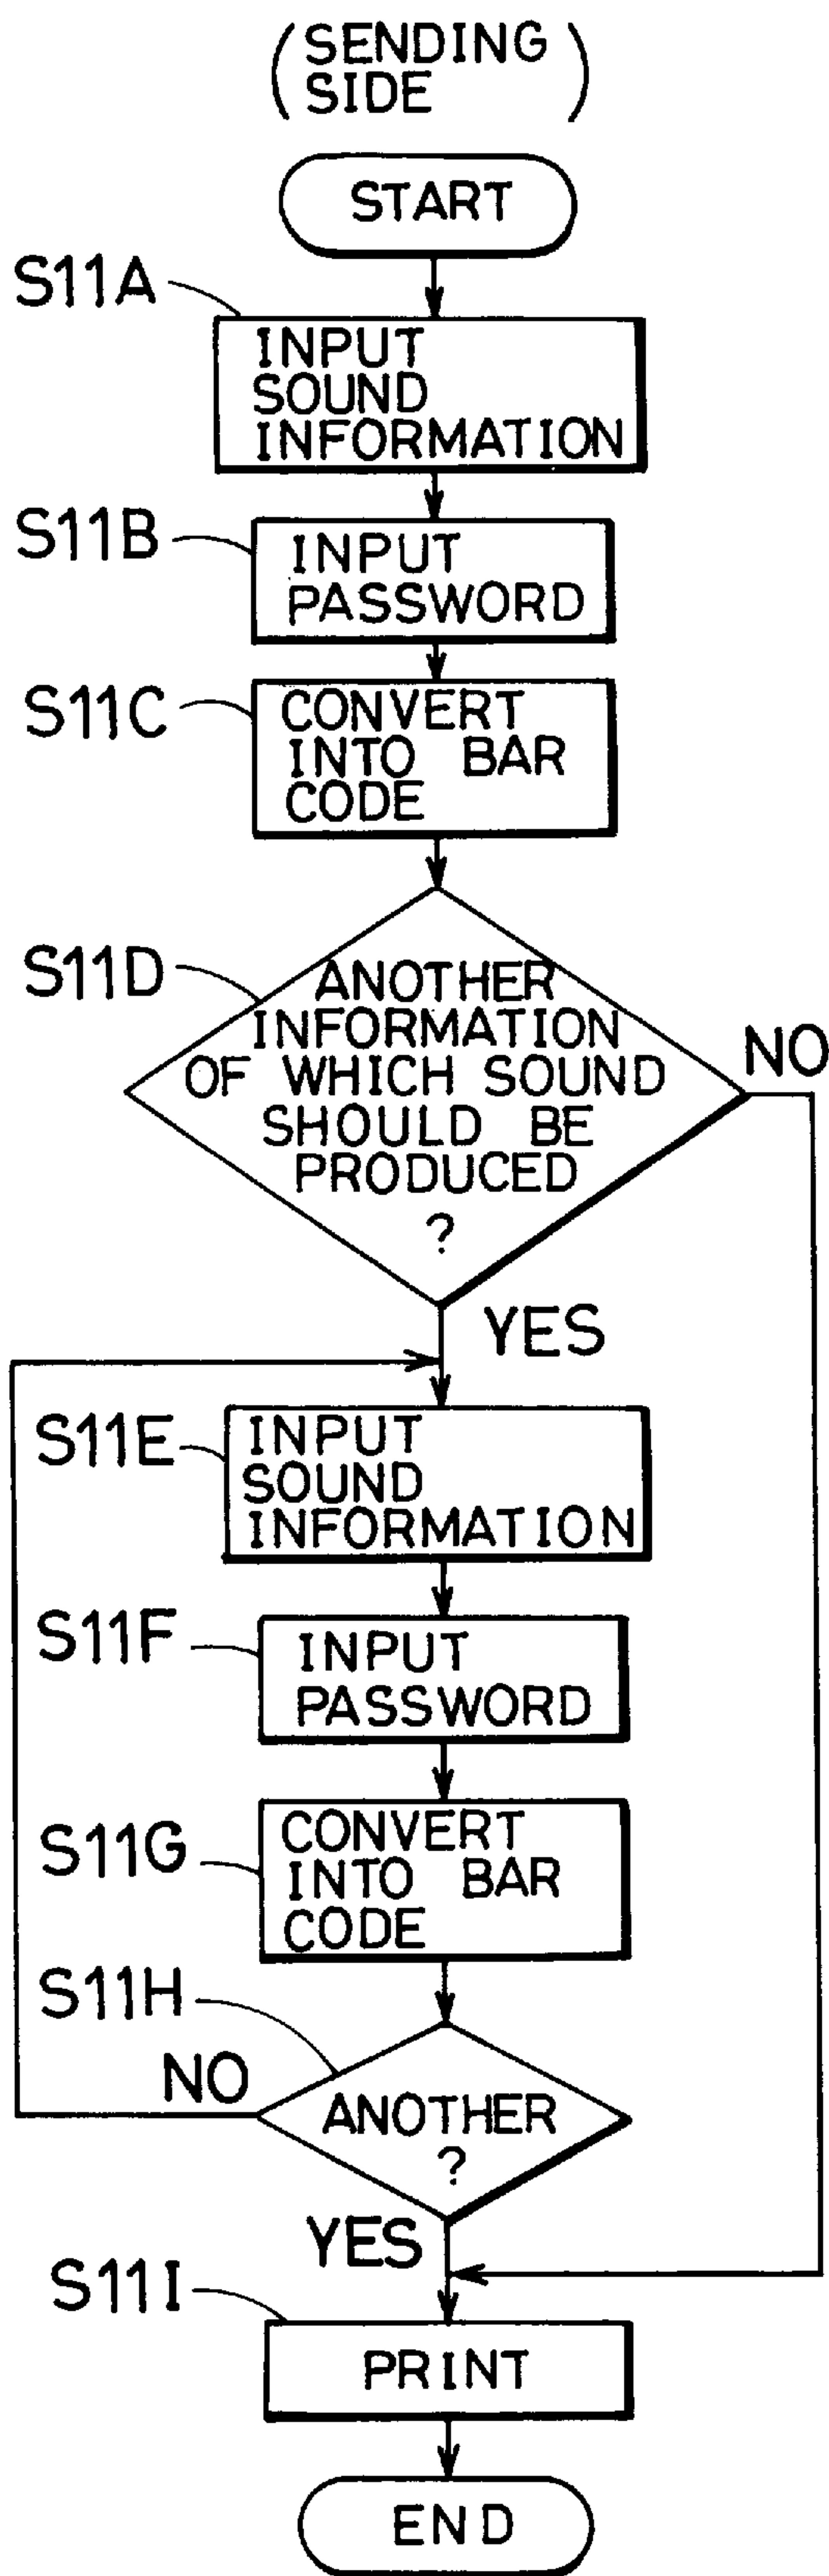 (SENDING
SIDE)
START
S11A
INPUT
SOUND
INFORMATION
S11B
INPUT
PASSWORD
S11C
CONVERT
INTO BAR
CODE
S11D
ANOTHER
INFORMATION
OF WHICH SOUND
SHOULD BE
PRODUCED
?
NO
YES
S11E
INPUT
SOUND
INFORMATION
S11F
INPUT
PASSWORD
S11G
CONVERT
INTO BAR
CODE
S11H
NO
ANOTHER
?
YES
S11I
PRINT
END